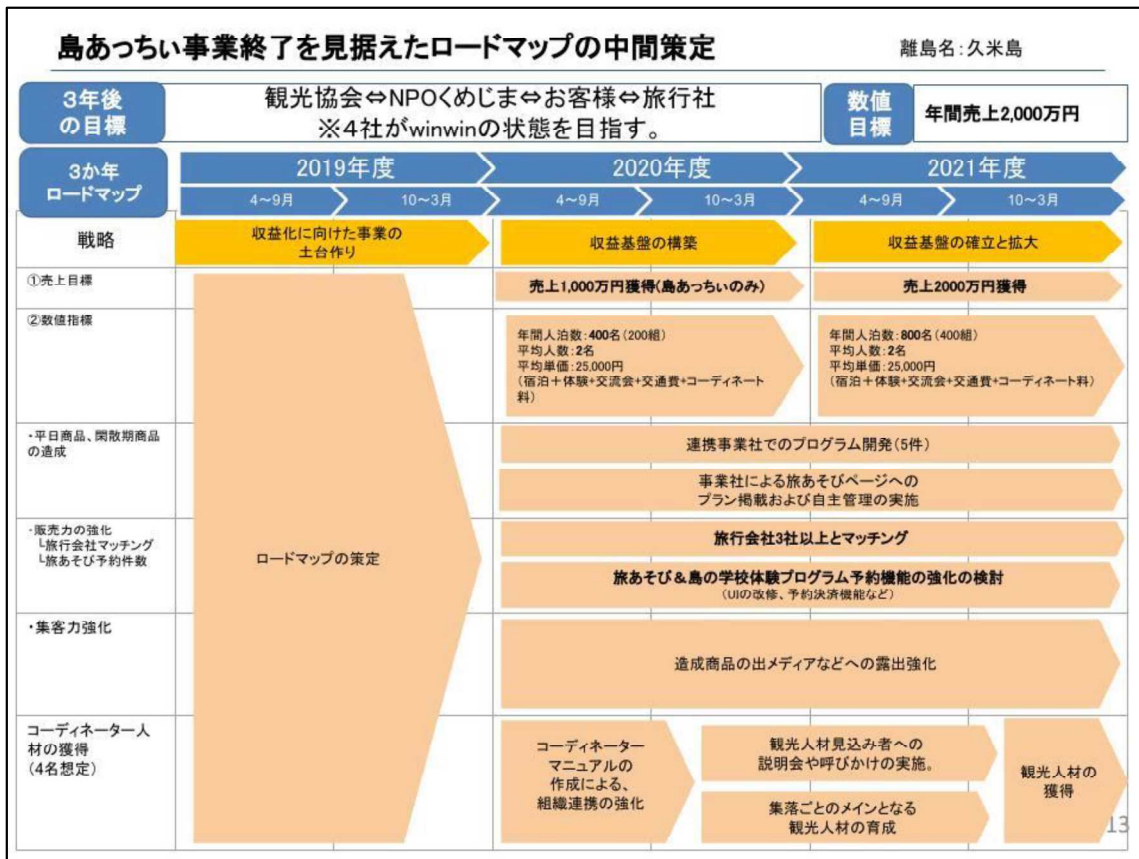 島あっちい事業終了を見据えたロードマップの中間策定
離島名:久米島
3年後
の目標
観光協会⇔NPOくめじま⇔お客様⇔旅行社
※4社がwinwinの状態を目指す。
数値
目標
年間売上2,000万円
3か年
ロードマップ
2019年度
2020年度
2021年度
4～9月
10～3月
4～9月
10～3月
4～9月
10～3月
戦略
収益化に向けた事業の
土台作り
収益基盤の構築
収益基盤の確立と拡大
①売上目標
売上1,000万円獲得(島あっちぃのみ)
売上2000万円獲得
②数値指標
年間人泊数:400名(200組)
平均人数:2名
平均単価:25,000円
(宿泊＋体験+交流会+交通費+コーディネート
料)
年間人泊数:800名(400組)
平均人数:2名
平均単価:25,000円
(宿泊＋体験+交流会+交通費+コーディネート料)
・平日商品、閑散期商品
の造成
連携事業社でのプログラム開発(5件)
事業社による旅あそびページへの
プラン掲載および自主管理の実施
・販売力の強化
└旅行会社マッチング
└旅あそび予約件数
ロードマップの策定
旅行会社3社以上とマッチング
旅あそび&島の学校体験プログラム予約機能の強化の検討
(UIの改修、予約決済機能など)
・集客力強化
造成商品の出メディアなどへの露出強化
コーディネーター人
材の獲得
(4名想定)
コーディネーター
マニュアルの
作成による、
組織連携の強化
観光人材見込み者への
説明会や呼びかけの実施。
集落ごとのメインとなる
観光人材の育成
観光人材の
獲得
13